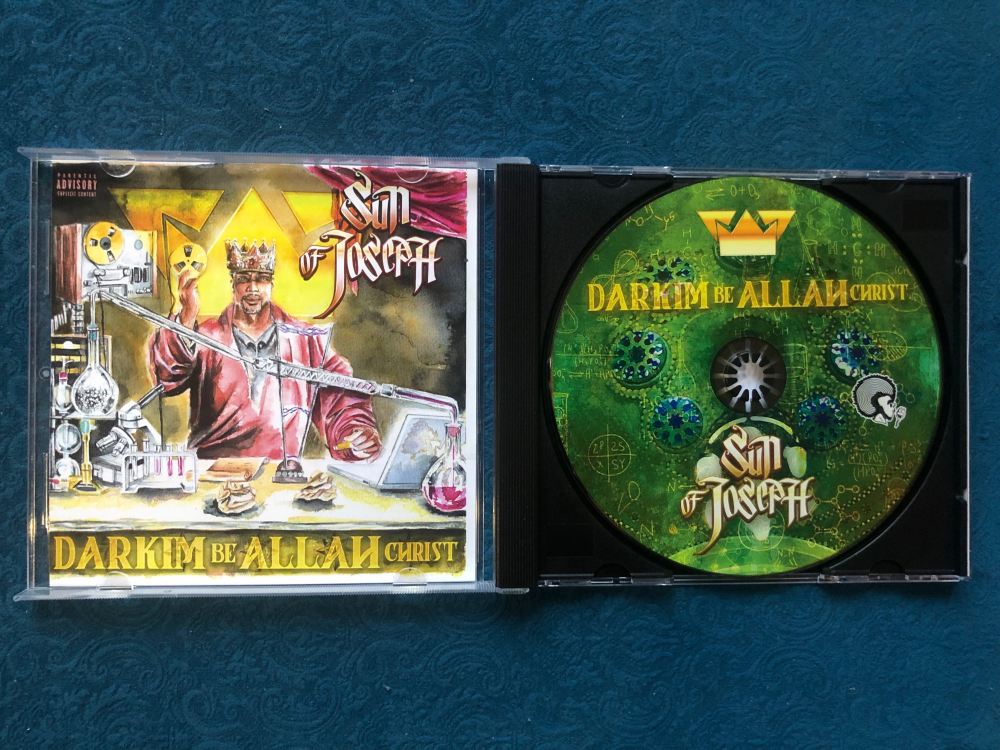 PARENTAL
ADVISORY
EXPLICIT CONTENT
Sun
OF JOSEPH
DARKIM BE ALLAH CHRIST
DARKIM BE ALLAH CHRIST
Sun
OF JOSEPH